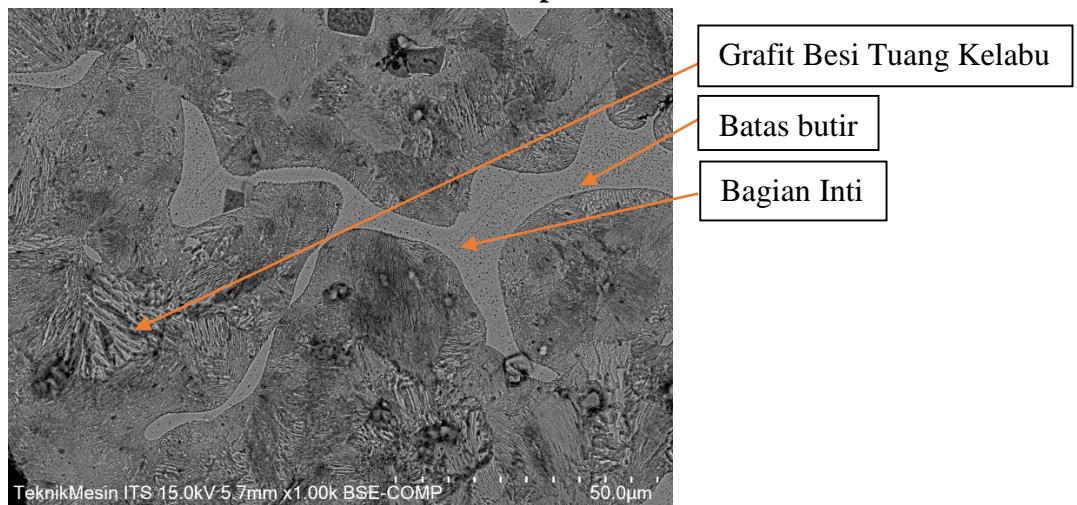 Grafit Besi Tuang Kelabu
Batas butir
Bagian Inti
TeknikMesin ITS 15.0kV 5.7mm x1.00k BSE-COMP
50.0µm